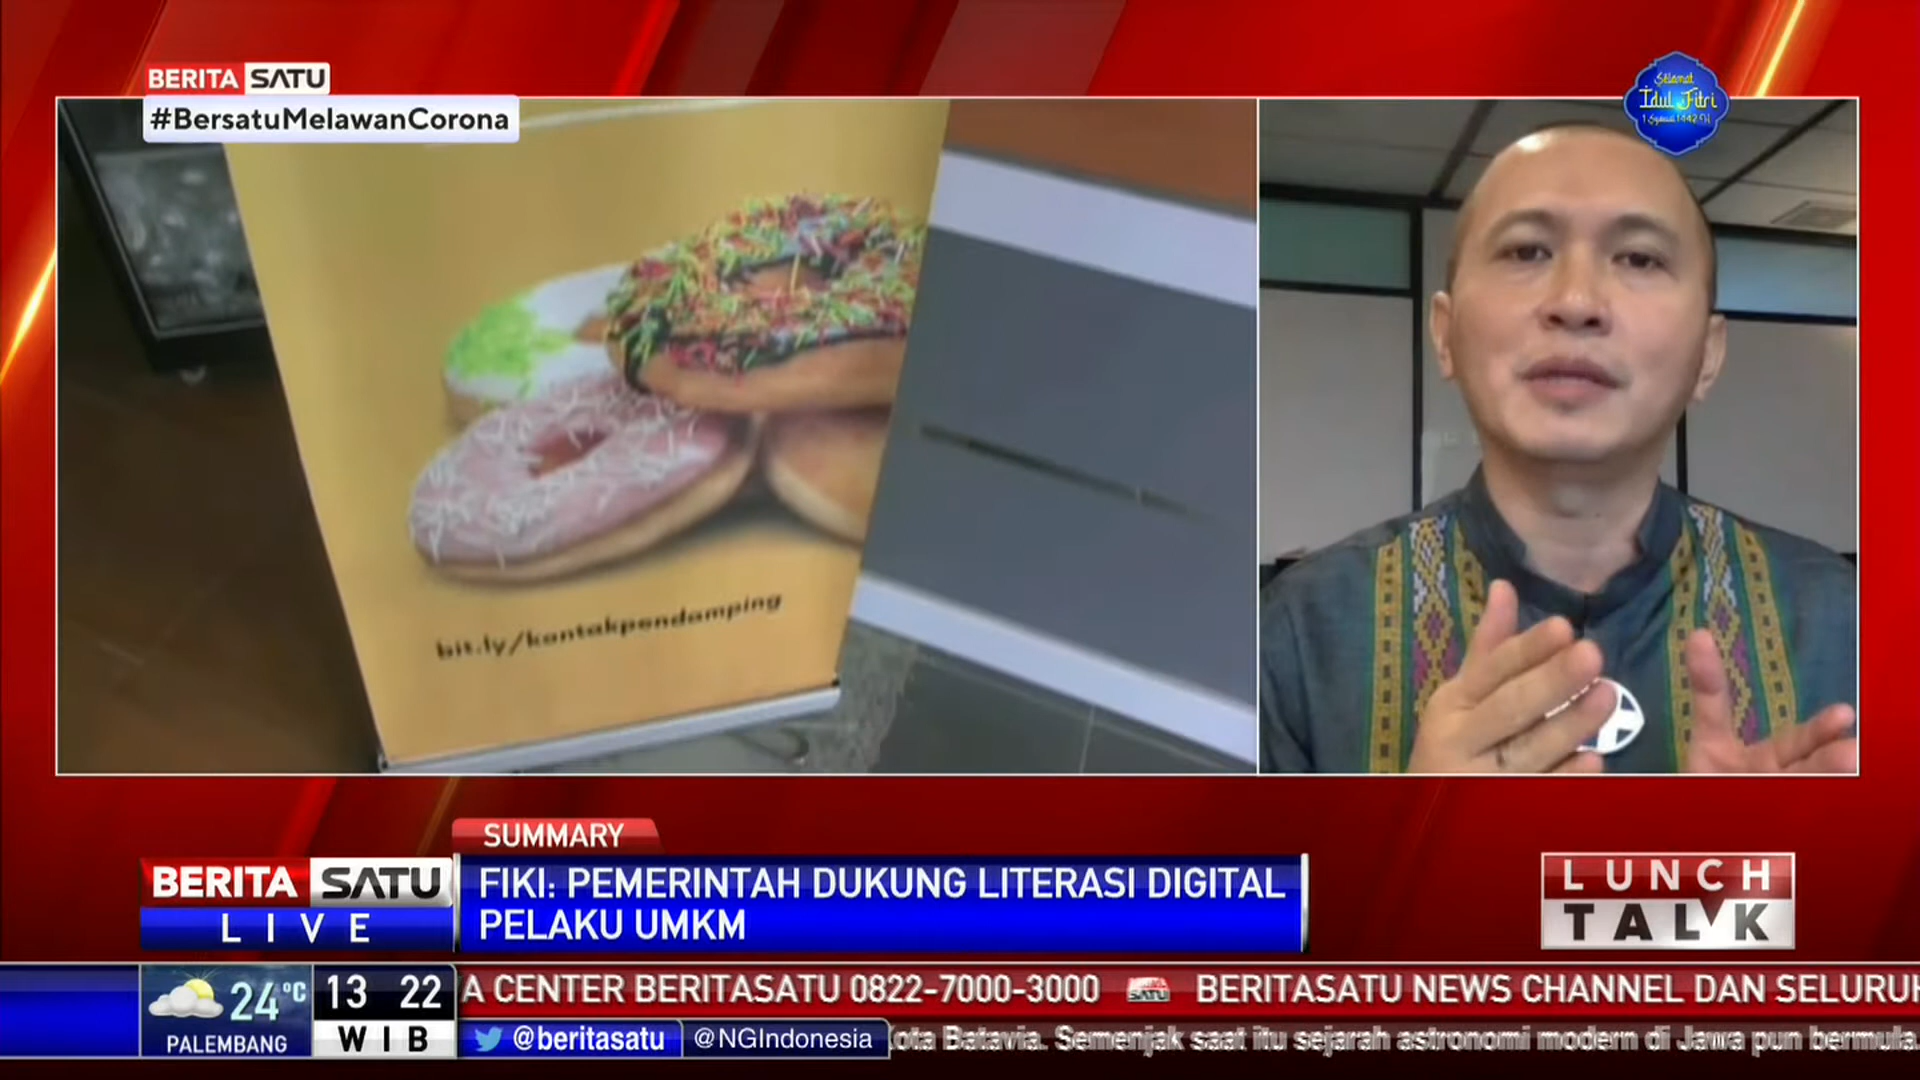 BERITA SATU
#BersatuMelawanCorona
Selamat
Idul Fitri
bit.ly/kontakpendamping
SUMMARY
BERITA SATU
LIVE
FIKI: PEMERINTAH DUKUNG LITERASI DIGITAL
PELAKU UMKM
LUNCH
TALK
24°C
PALEMBANG
13 22
WIB
A CENTER BERITASATU 0822-7000-3000 BERITASATU NEWS CHANNEL DAN SELURUH
@beritasatu
@NGIndonesia
Kota Batavia. Semenjak saat itu sejarah astronomi modern di Jawa pun bermula.